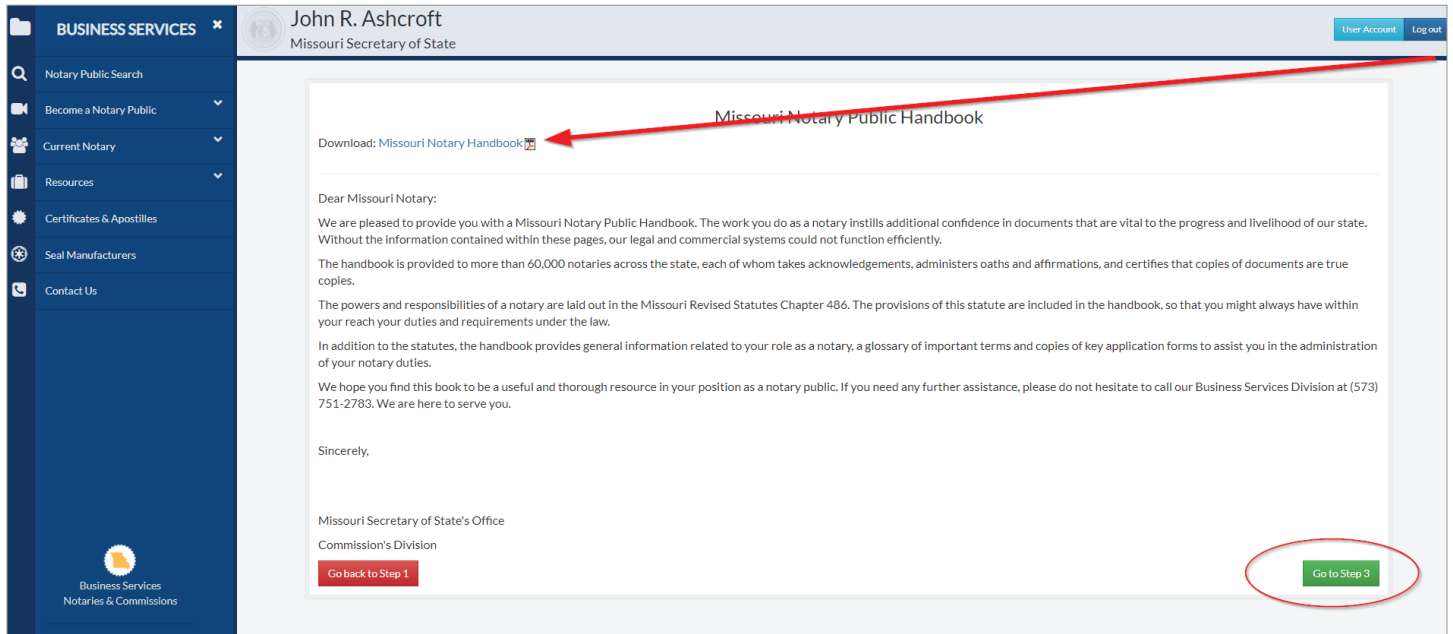 BUSINESS SERVICES ×
John R. Ashcroft
Missouri Secretary of State
User Account
Log out
Notary Public Search
Become a Notary Public
Current Notary
Resources
Certificates & Apostilles
Seal Manufacturers
Contact Us
Business Services
Notaries & Commissions
Missouri Notary Public Handbook
Download: Missouri Notary Handbook
Dear Missouri Notary:
We are pleased to provide you with a Missouri Notary Public Handbook. The work you do as a notary instills additional confidence in documents that are vital to the progress and livelihood of our state.
Without the information contained within these pages, our legal and commercial systems could not function efficiently.
The handbook is provided to more than 60,000 notaries across the state, each of whom takes acknowledgements, administers oaths and affirmations, and certifies that copies of documents are true
copies.
The powers and responsibilities of a notary are laid out in the Missouri Revised Statutes Chapter 486. The provisions of this statute are included in the handbook, so that you might always have within
your reach your duties and requirements under the law.
In addition to the statutes, the handbook provides general information related to your role as a notary, a glossary of important terms and copies of key application forms to assist you in the administration
of your notary duties.
We hope you find this book to be a useful and thorough resource in your position as a notary public. If you need any further assistance, please do not hesitate to call our Business Services Division at (573)
751-2783. We are here to serve you.
Sincerely,
Missouri Secretary of State's Office
Commission's Division
Go back to Step 1
Go to Step 3